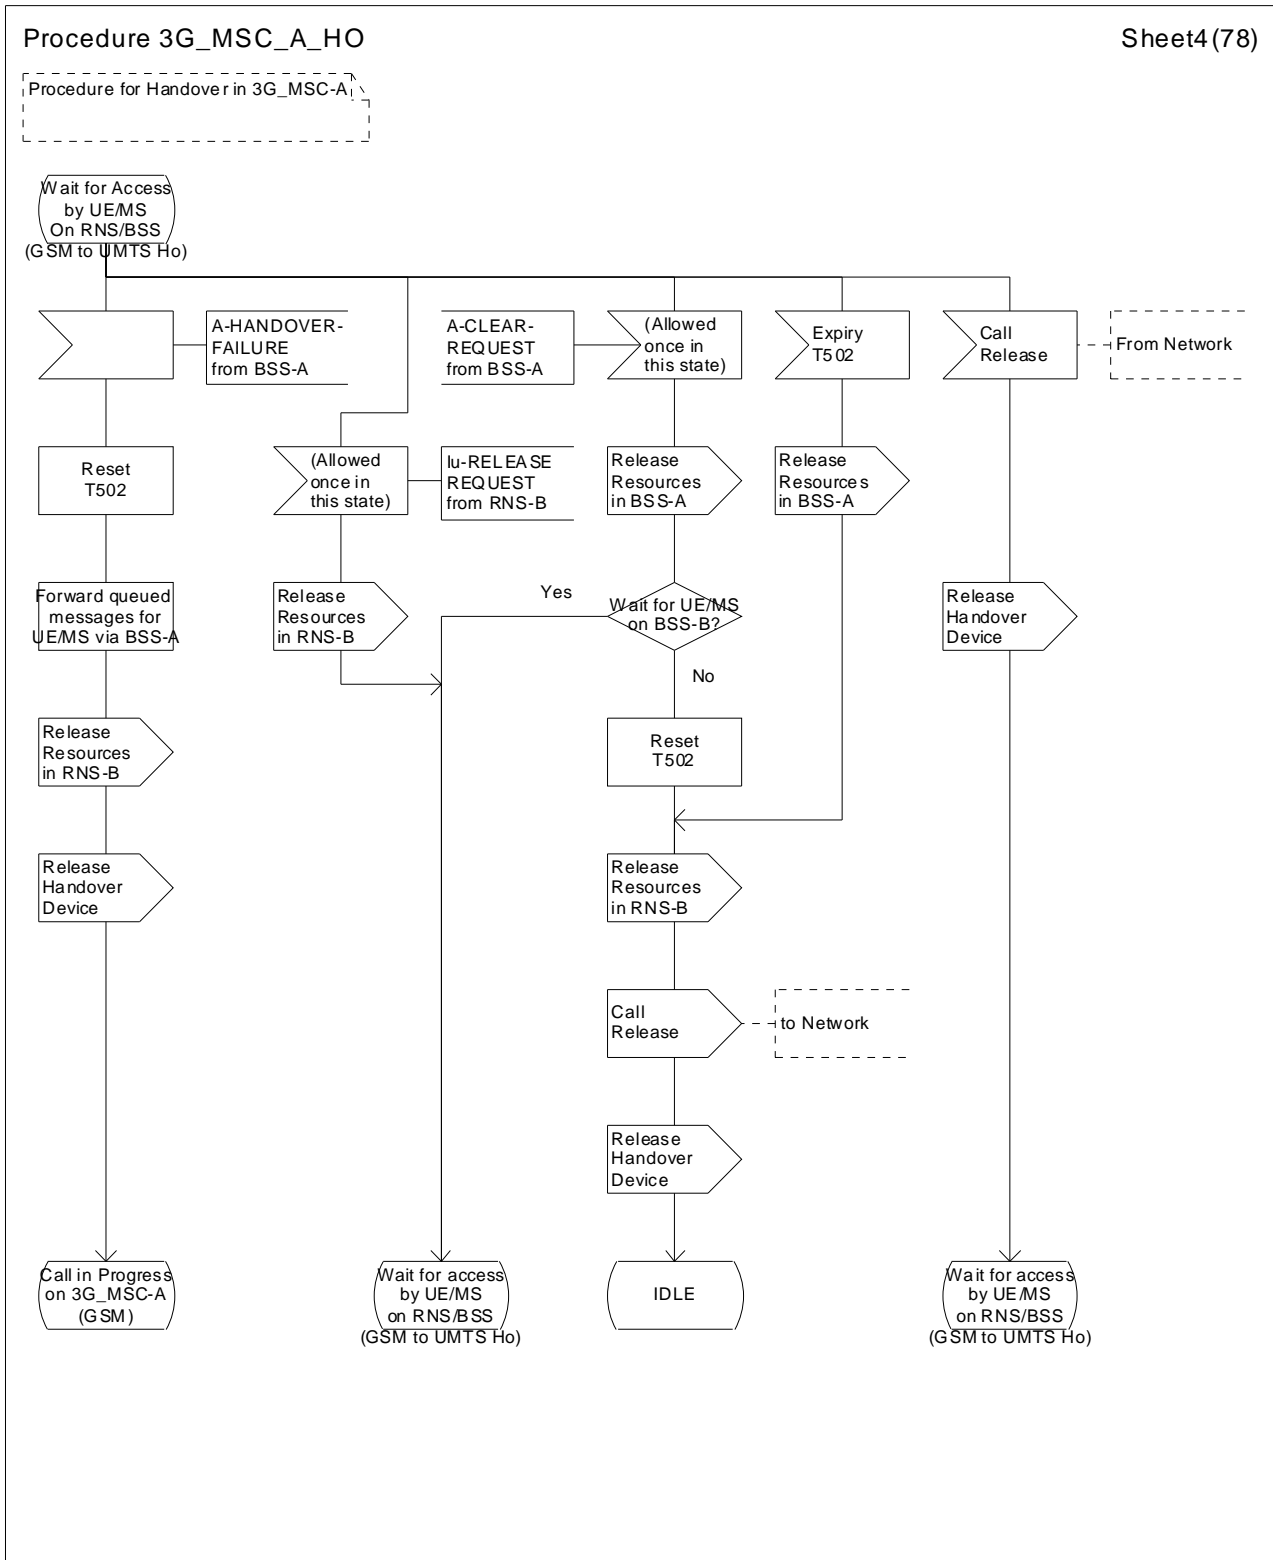 Procedure 3G_MSC_A_HO
Sheet4(78)
Procedure for Handover in 3G_MSC-A
Wait for Access
by UE/MS
On RNS/BSS
(GSM to UMTS Ho)
A-HANDOVER-
FAILURE
from BSS-A
A-CLEAR-
REQUEST
from BSS-A
(Allowed
once in
this state)
Expiry
T502
Call
Release
From Network
Reset
T502
(Allowed
once in
this state)
Iu-RELEASE
REQUEST
from RNS-B
Release
Resources
in BSS-A
Release
Resources
in BSS-A
Forward queued
messages for
UE/MS via BSS-A
Release
Resources
in RNS-B
Yes
Wait for UE/MS
on BSS-B?
No
Release
Handover
Device
Release
Resources
in RNS-B
Reset
T502
Release
Handover
Device
Release
Resources
in RNS-B
Call
Release
to Network
Release
Handover
Device
Call in Progress
on 3G_MSC-A
(GSM)
Wait for access
by UE/MS
on RNS/BSS
(GSM to UMTS Ho)
IDLE
Wait for access
by UE/MS
on RNS/BSS
(GSM to UMTS Ho)